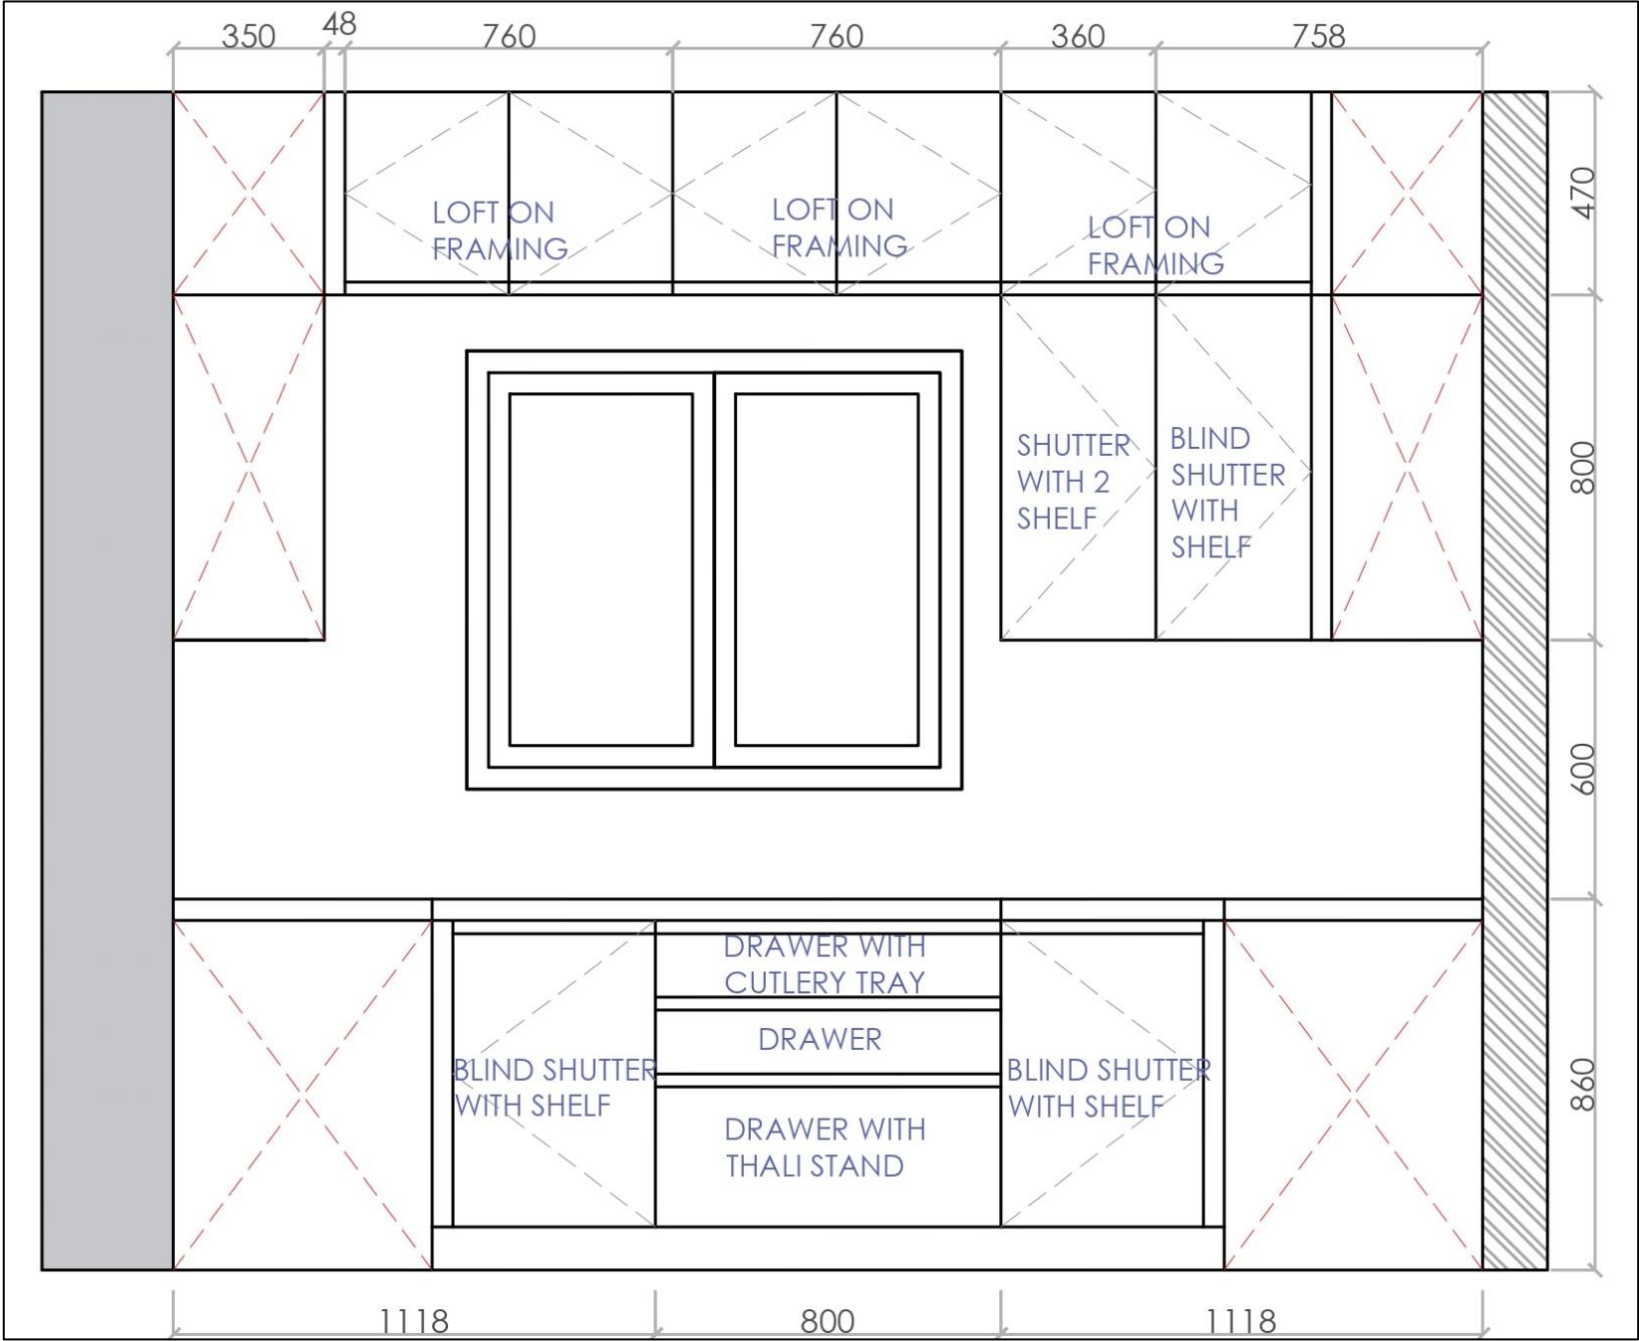 350
48
760
760
360
758
LOFT ON
FRAMING
LOFT ON
FRAMING
LOFT ON
FRAMING
470
SHUTTER
WITH 2
SHELF
BLIND
SHUTTER
WITH
SHELF
800
600
BLIND SHUTTER
WITH SHELF
DRAWER WITH
CUTLERY TRAY
DRAWER
DRAWER WITH
THALI STAND
BLIND SHUTTER
WITH SHELF
860
1118
800
1118